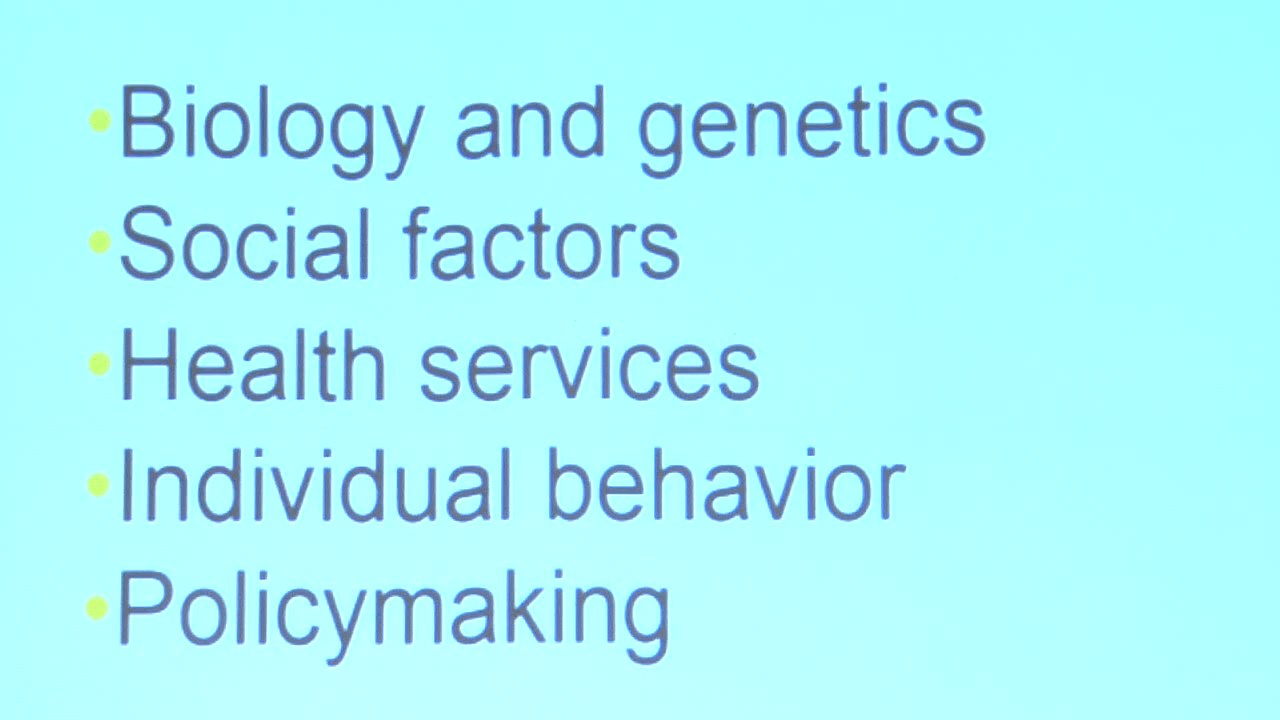 •Biology and genetics
•Social factors
•Health services
•Individual behavior
•Policymaking